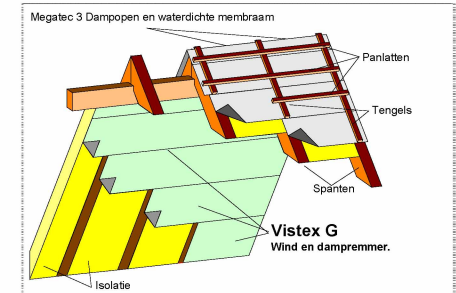 Megatec 3 Dampopen en waterdichte membraam
Panlatten
Tengels
Spanten
Vistex G
Wind en dampremmer.
Isolatie